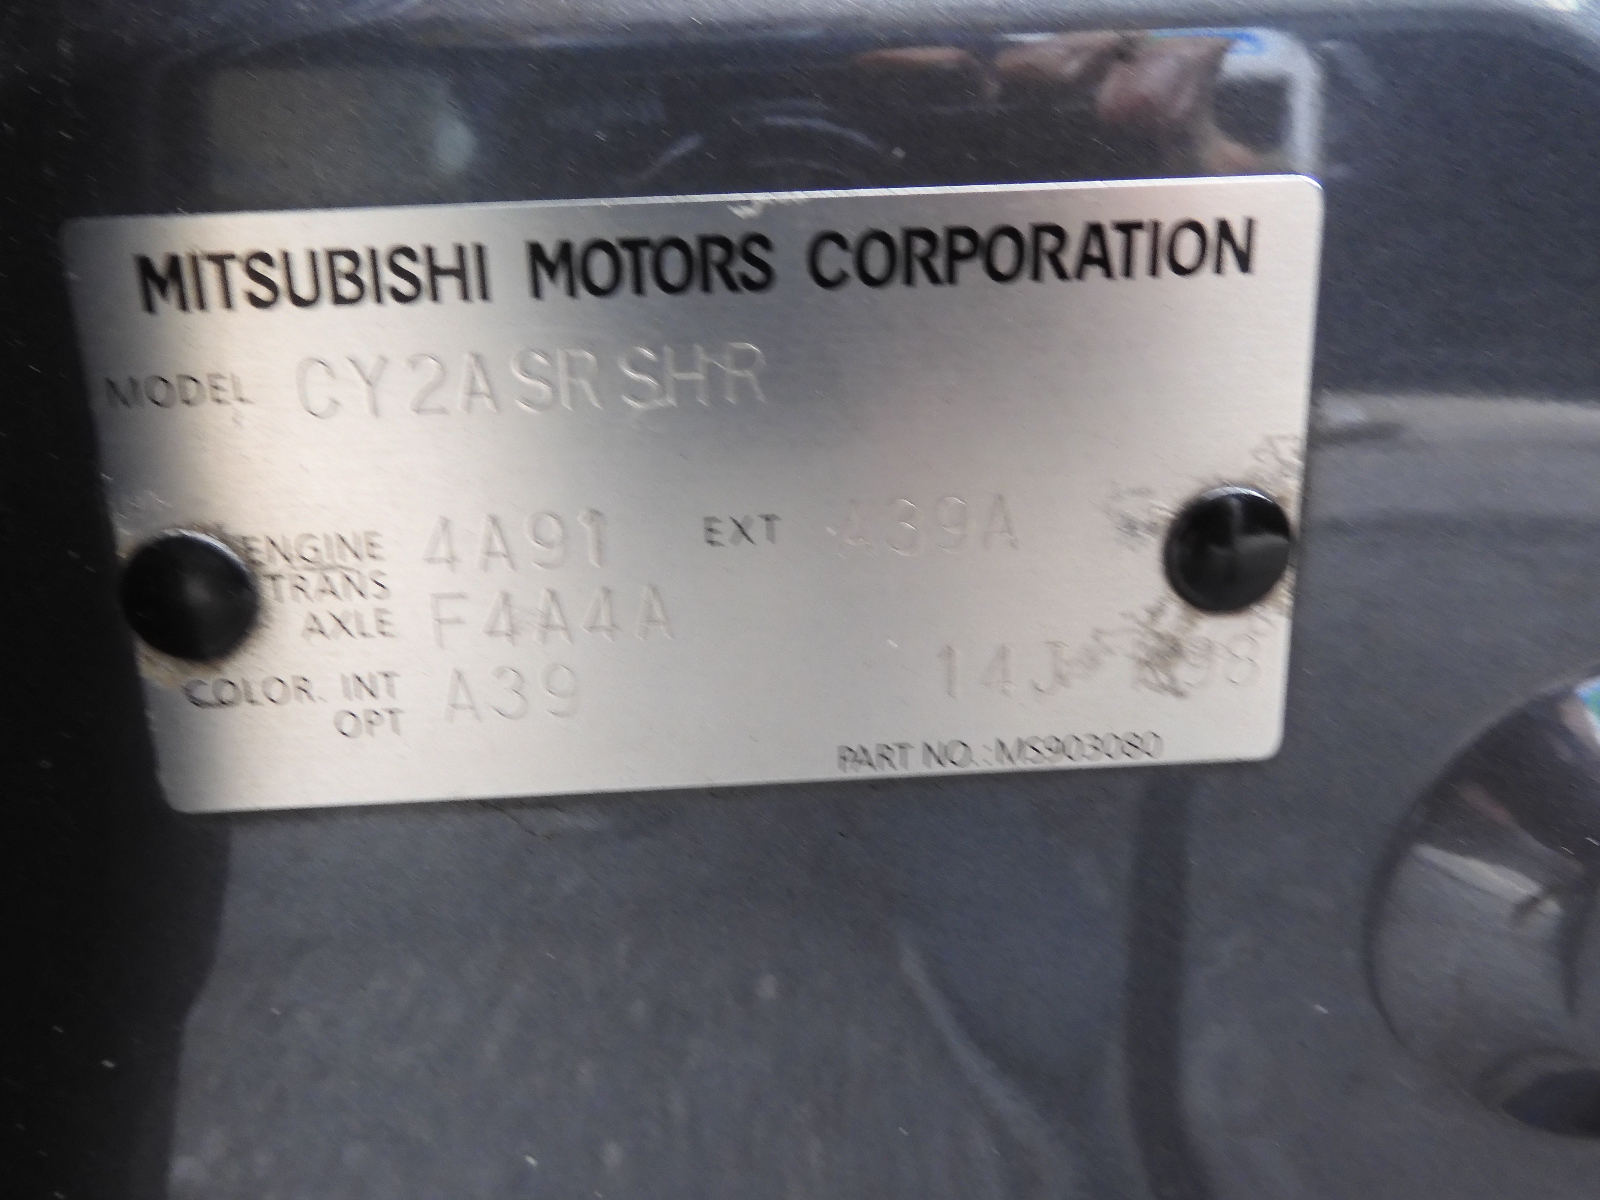 MITSUBISHI MOTORS CORPORATION
MODEL CY2ASRSHR
ENGINE 4A91 EXT A39A
TRANS
AXLE F4A4A
COLOR. INT A39
OPT
PART NO.:MS903080